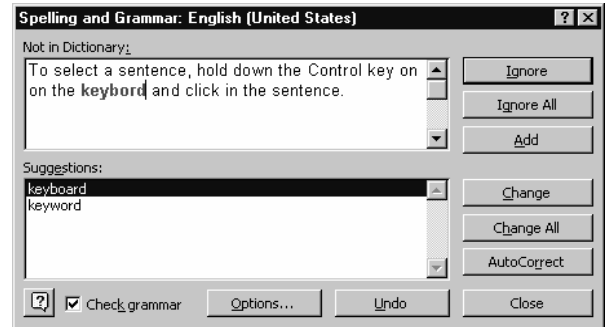 Spelling and Grammar: English (United States)
Not in Dictionary:
To select a sentence, hold down the Control key on
on the keybord and click in the sentence.
Ignore
Ignore All
Add
Suggestions:
keyboard
keyword
Change
Change All
AutoCorrect
Check grammar
Options...
Undo
Close